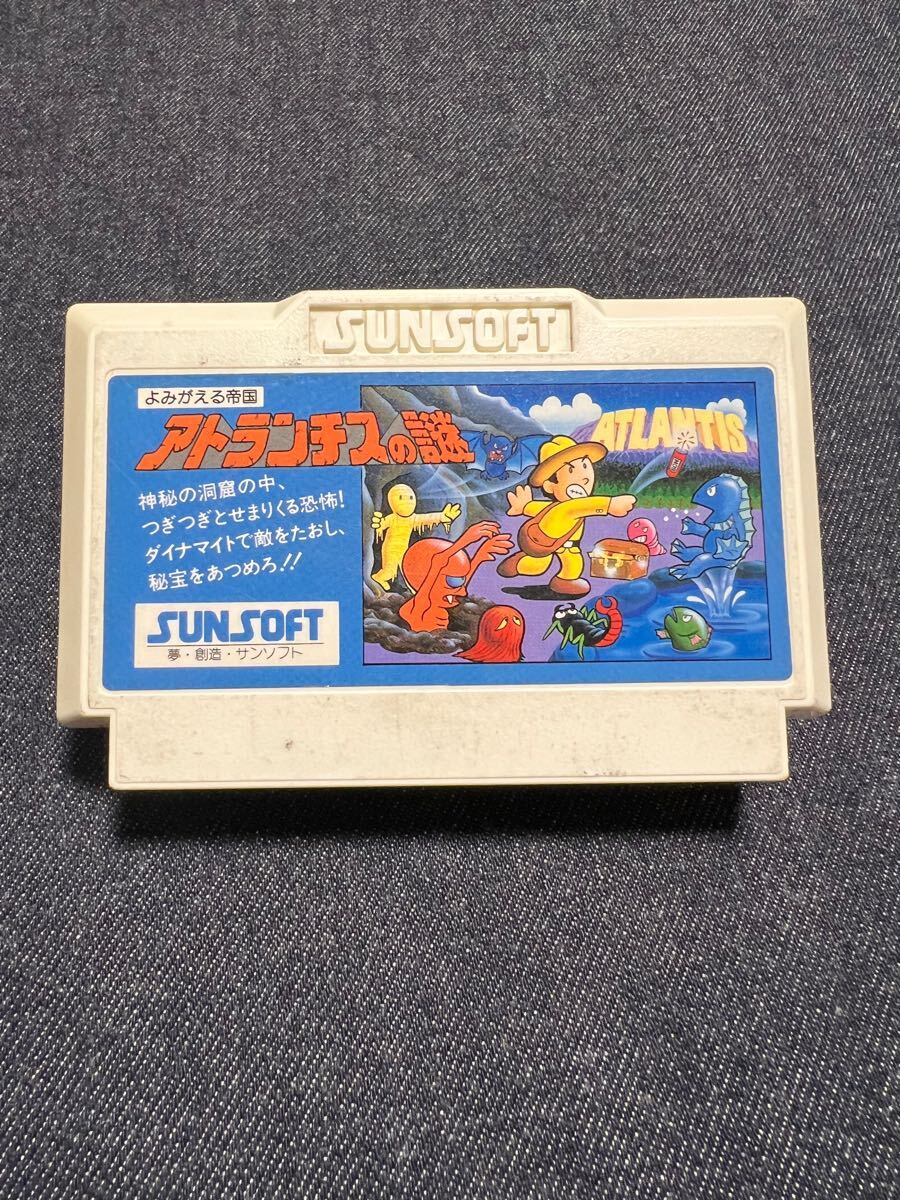 SUNSOFT
よみがえる帝国
アトランチスの謎
ATLANTIS
神秘の洞窟の中、
つぎつぎとせまりくる恐怖!
ダイナマイトで敵をたおし、
秘宝をあつめろ!!
SUNSOFT
夢・創造・サンソフト